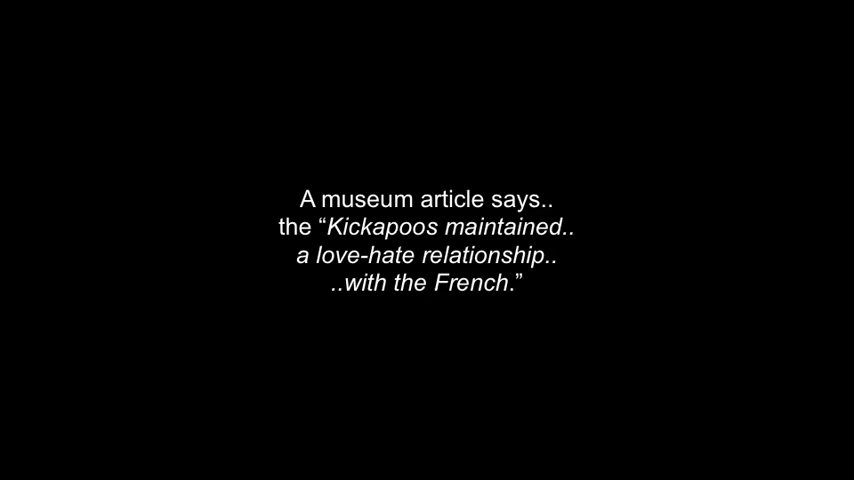 A museum article says..
the “Kickapoos maintained..
a love-hate relationship..
..with the French.”